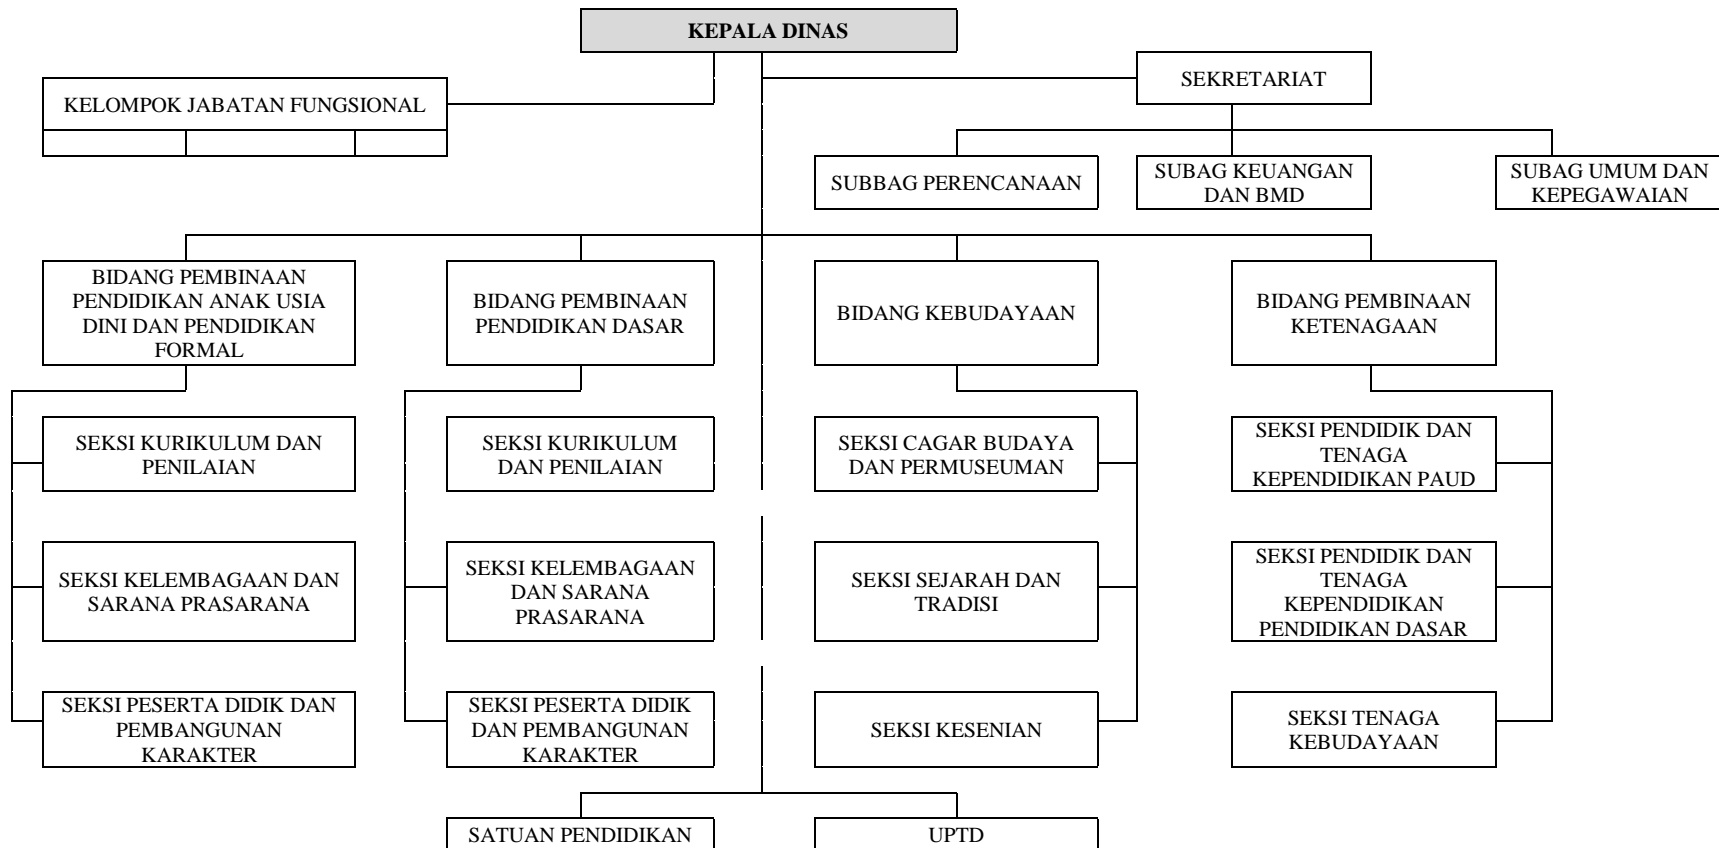 KEPALA DINAS
SEKRETARIAT
KELOMPOK JABATAN FUNGSIONAL
SUBBAG PERENCANAAN
SUBAG KEUANGAN
DAN BMD
SUBAG UMUM DAN
KEPEGAWAIAN
BIDANG PEMBINAAN
PENDIDIKAN ANAK USIA
DINI DAN PENDIDIKAN
FORMAL
BIDANG PEMBINAAN
PENDIDIKAN DASAR
BIDANG KEBUDAYAAN
BIDANG PEMBINAAN
KETENAGAAN
SEKSI KURIKULUM DAN
PENILAIAN
SEKSI KURIKULUM
DAN PENILAIAN
SEKSI CAGAR BUDAYA
DAN PERMUSEUMAN
SEKSI PENDIDIK DAN
TENAGA
KEPENDIDIKAN PAUD
SEKSI KELEMBAGAAN DAN
SARANA PRASARANA
SEKSI KELEMBAGAAN
DAN SARANA
PRASARANA
SEKSI SEJARAH DAN
TRADISI
SEKSI PENDIDIK DAN
TENAGA
KEPENDIDIKAN
PENDIDIKAN DASAR
SEKSI PESERTA DIDIK DAN
PEMBANGUNAN
KARAKTER
SEKSI PESERTA DIDIK
DAN PEMBANGUNAN
KARAKTER
SEKSI KESENIAN
SEKSI TENAGA
KEBUDAYAAN
SATUAN PENDIDIKAN
UPTD